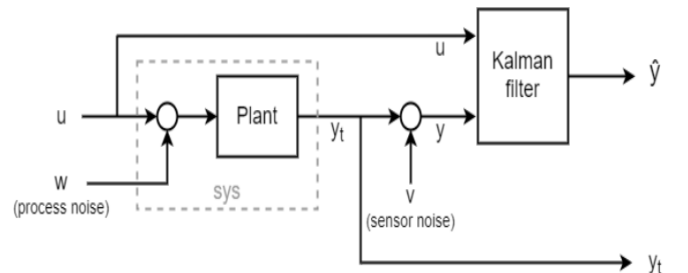 u
Kalman
filter
ŷ
u
Plant
yt
y
w
(process noise)
sys
v
(sensor noise)
yt